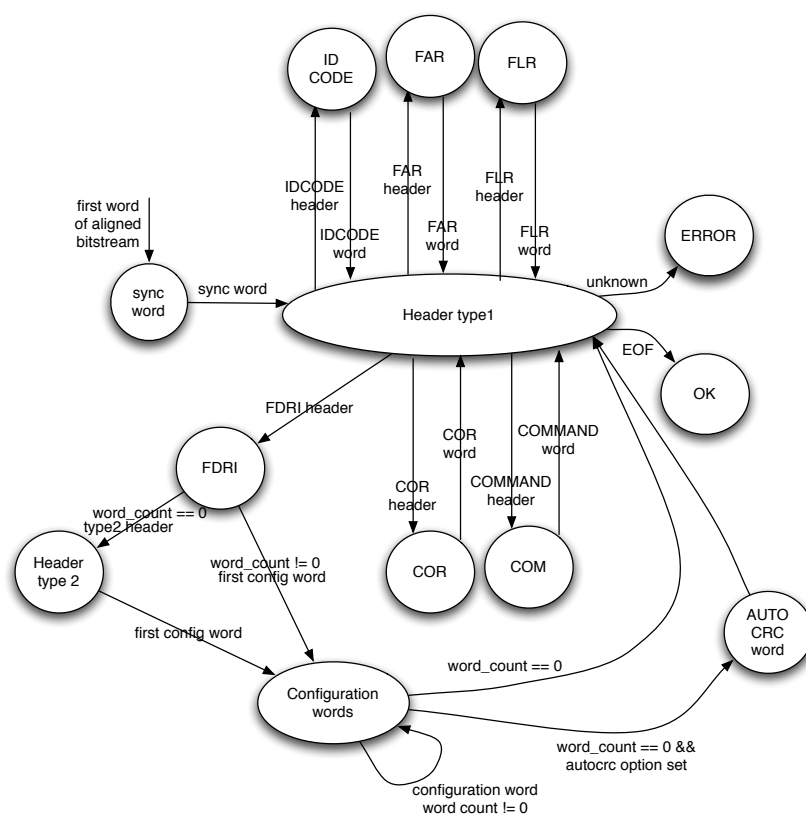 ID
CODE
FAR
FLR
IDCODE
header
FAR
header
FLR
header
first word
of aligned
bitstream
IDCODE
word
FAR
word
FLR
word
ERROR
sync
word
sync word
unknown
Header type1
EOF
OK
FDRI header
COR
word
COMMAND
word
FDRI
COR
header
COMMAND
header
word_count == 0
type2 header
Header
type 2
word_count != 0
first config word
COR
COM
first config word
AUTO
CRC
word
word_count == 0
Configuration
words
word_count == 0 &&
autocrc option set
configuration word
word count != 0